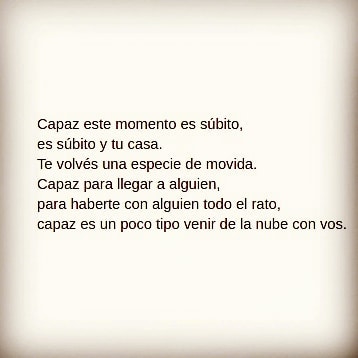 Capaz este momento es súbito,
es súbito y tu casa.
Te volvés una especie de movida.
Capaz para llegar a alguien,
para haberte con alguien todo el rato,
capaz es un poco tipo venir de la nube con vos.